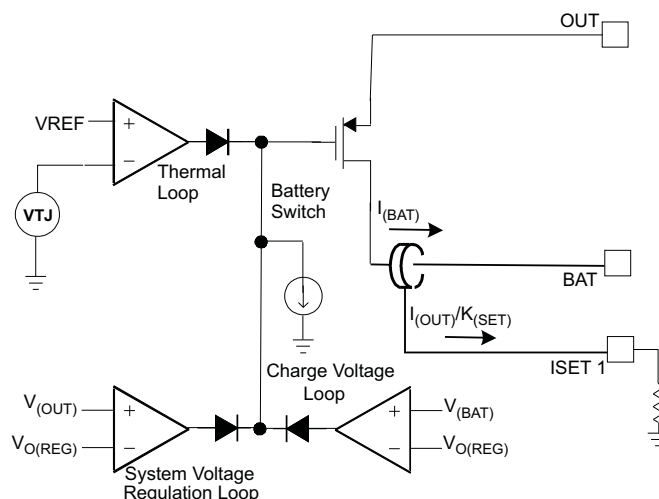 OUT
VREF
+
−
Thermal
Loop
VTJ
Battery
Switch
I(BAT)
BAT
I(OUT)/K(SET)
ISET 1
Charge Voltage
Loop
V(OUT)
+
VO(REG)
−
System Voltage
Regulation Loop
+
V(BAT)
−
VO(REG)